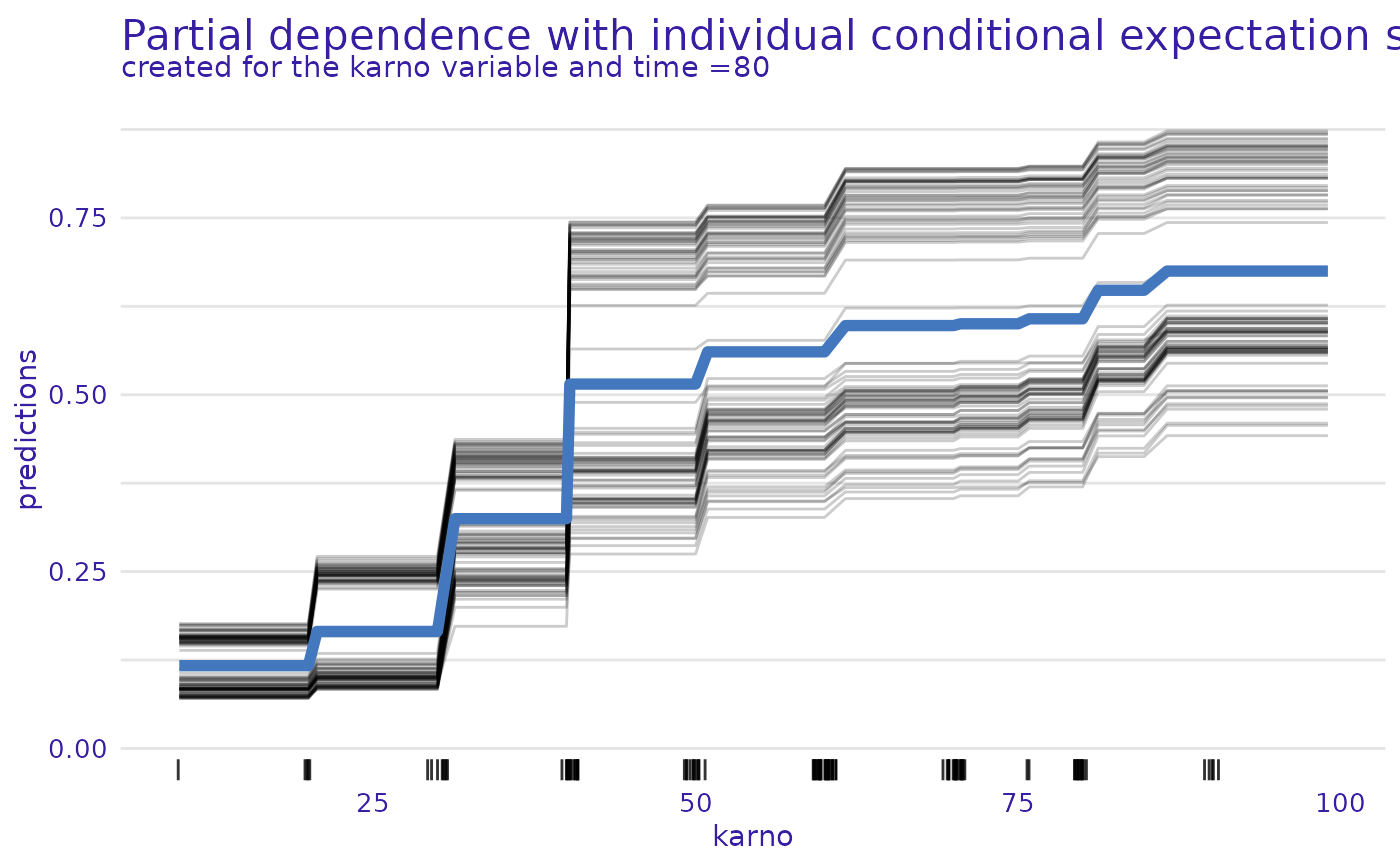 Partial dependence with individual conditional expectation s
created for the karno variable and time =80
predictions
0.75
0.50
0.25
0.00
25 50 75 100
karno